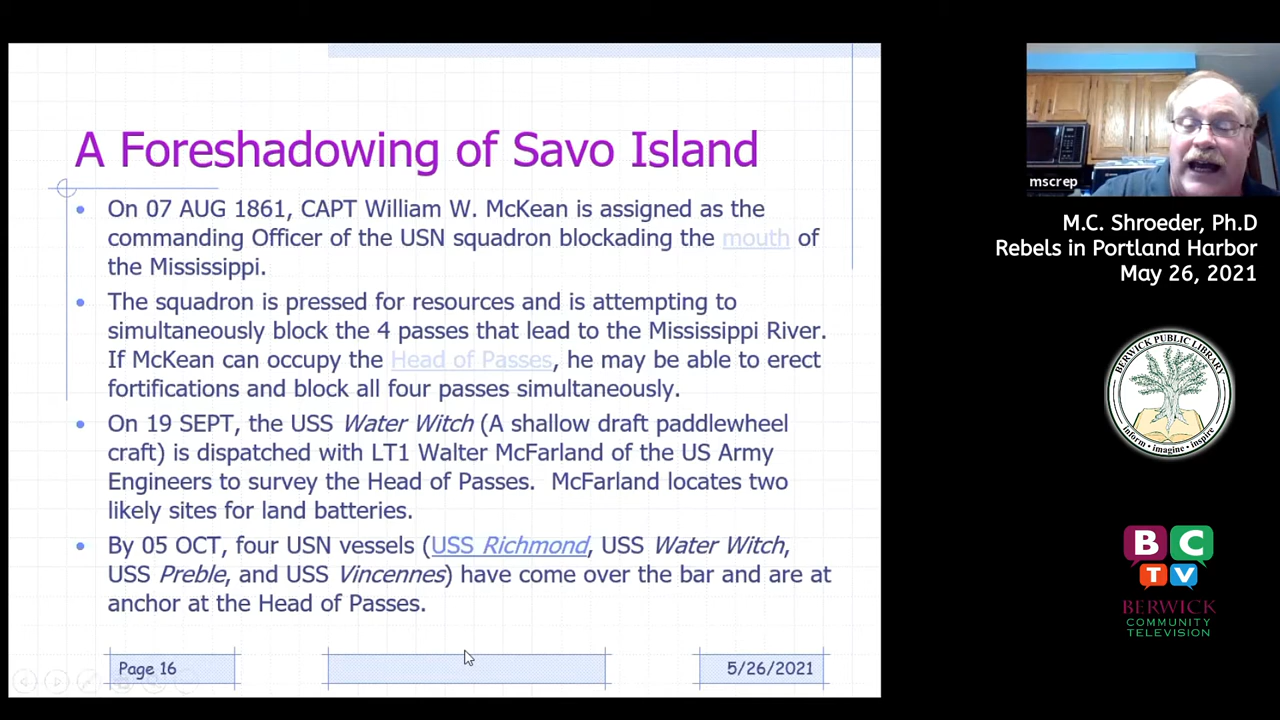 A Foreshadowing of Savo Island
On 07 AUG 1861, CAPT William W. McKean is assigned as the
commanding Officer of the USN squadron blockading the mouth of
the Mississippi.
The squadron is pressed for resources and is attempting to
simultaneously block the 4 passes that lead to the Mississippi River.
If McKean can occupy the Head of Passes, he may be able to erect
fortifications and block all four passes simultaneously.
On 19 SEPT, the USS Water Witch (A shallow draft paddlewheel
craft) is dispatched with LT1 Walter McFarland of the US Army
Engineers to survey the Head of Passes.  McFarland locates two
likely sites for land batteries.
By 05 OCT, four USN vessels (USS Richmond, USS Water Witch,
USS Preble, and USS Vincennes) have come over the bar and are at
anchor at the Head of Passes.
Page 16
5/26/2021
mscrep
M.C. Shroeder, Ph.D
Rebels in Portland Harbor
May 26, 2021
BERWICK PUBLIC LIBRARY
inform • imagine • inspire
BC
TV
BERWICK
COMMUNITY
TELEVISION